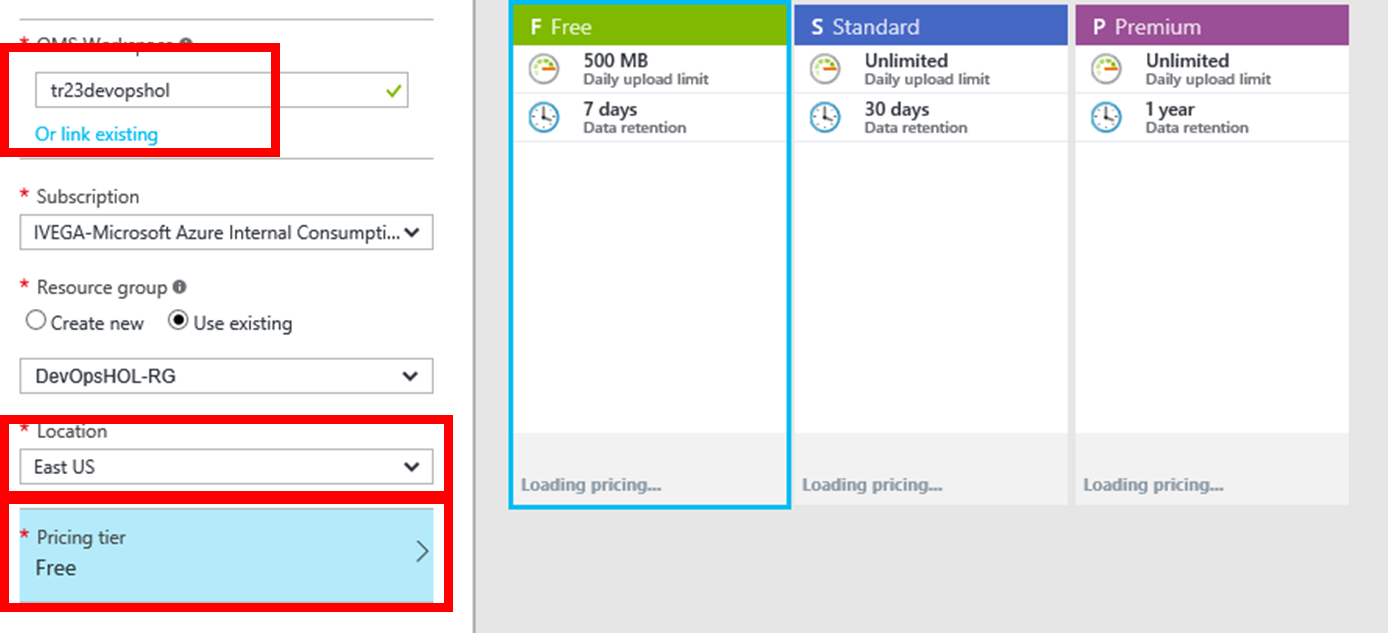 * OMS Workspace
tr23devopshol
Or link existing
* Subscription
IVEGA-Microsoft Azure Internal Consumpti...
* Resource group
Create new Use existing
DevOpsHOL-RG
* Location
East US
* Pricing tier
Free
F Free
500 MB
Daily upload limit
7 days
Data retention
Loading pricing...
S Standard
Unlimited
Daily upload limit
30 days
Data retention
Loading pricing...
P Premium
Unlimited
Daily upload limit
1 year
Data retention
Loading pricing...